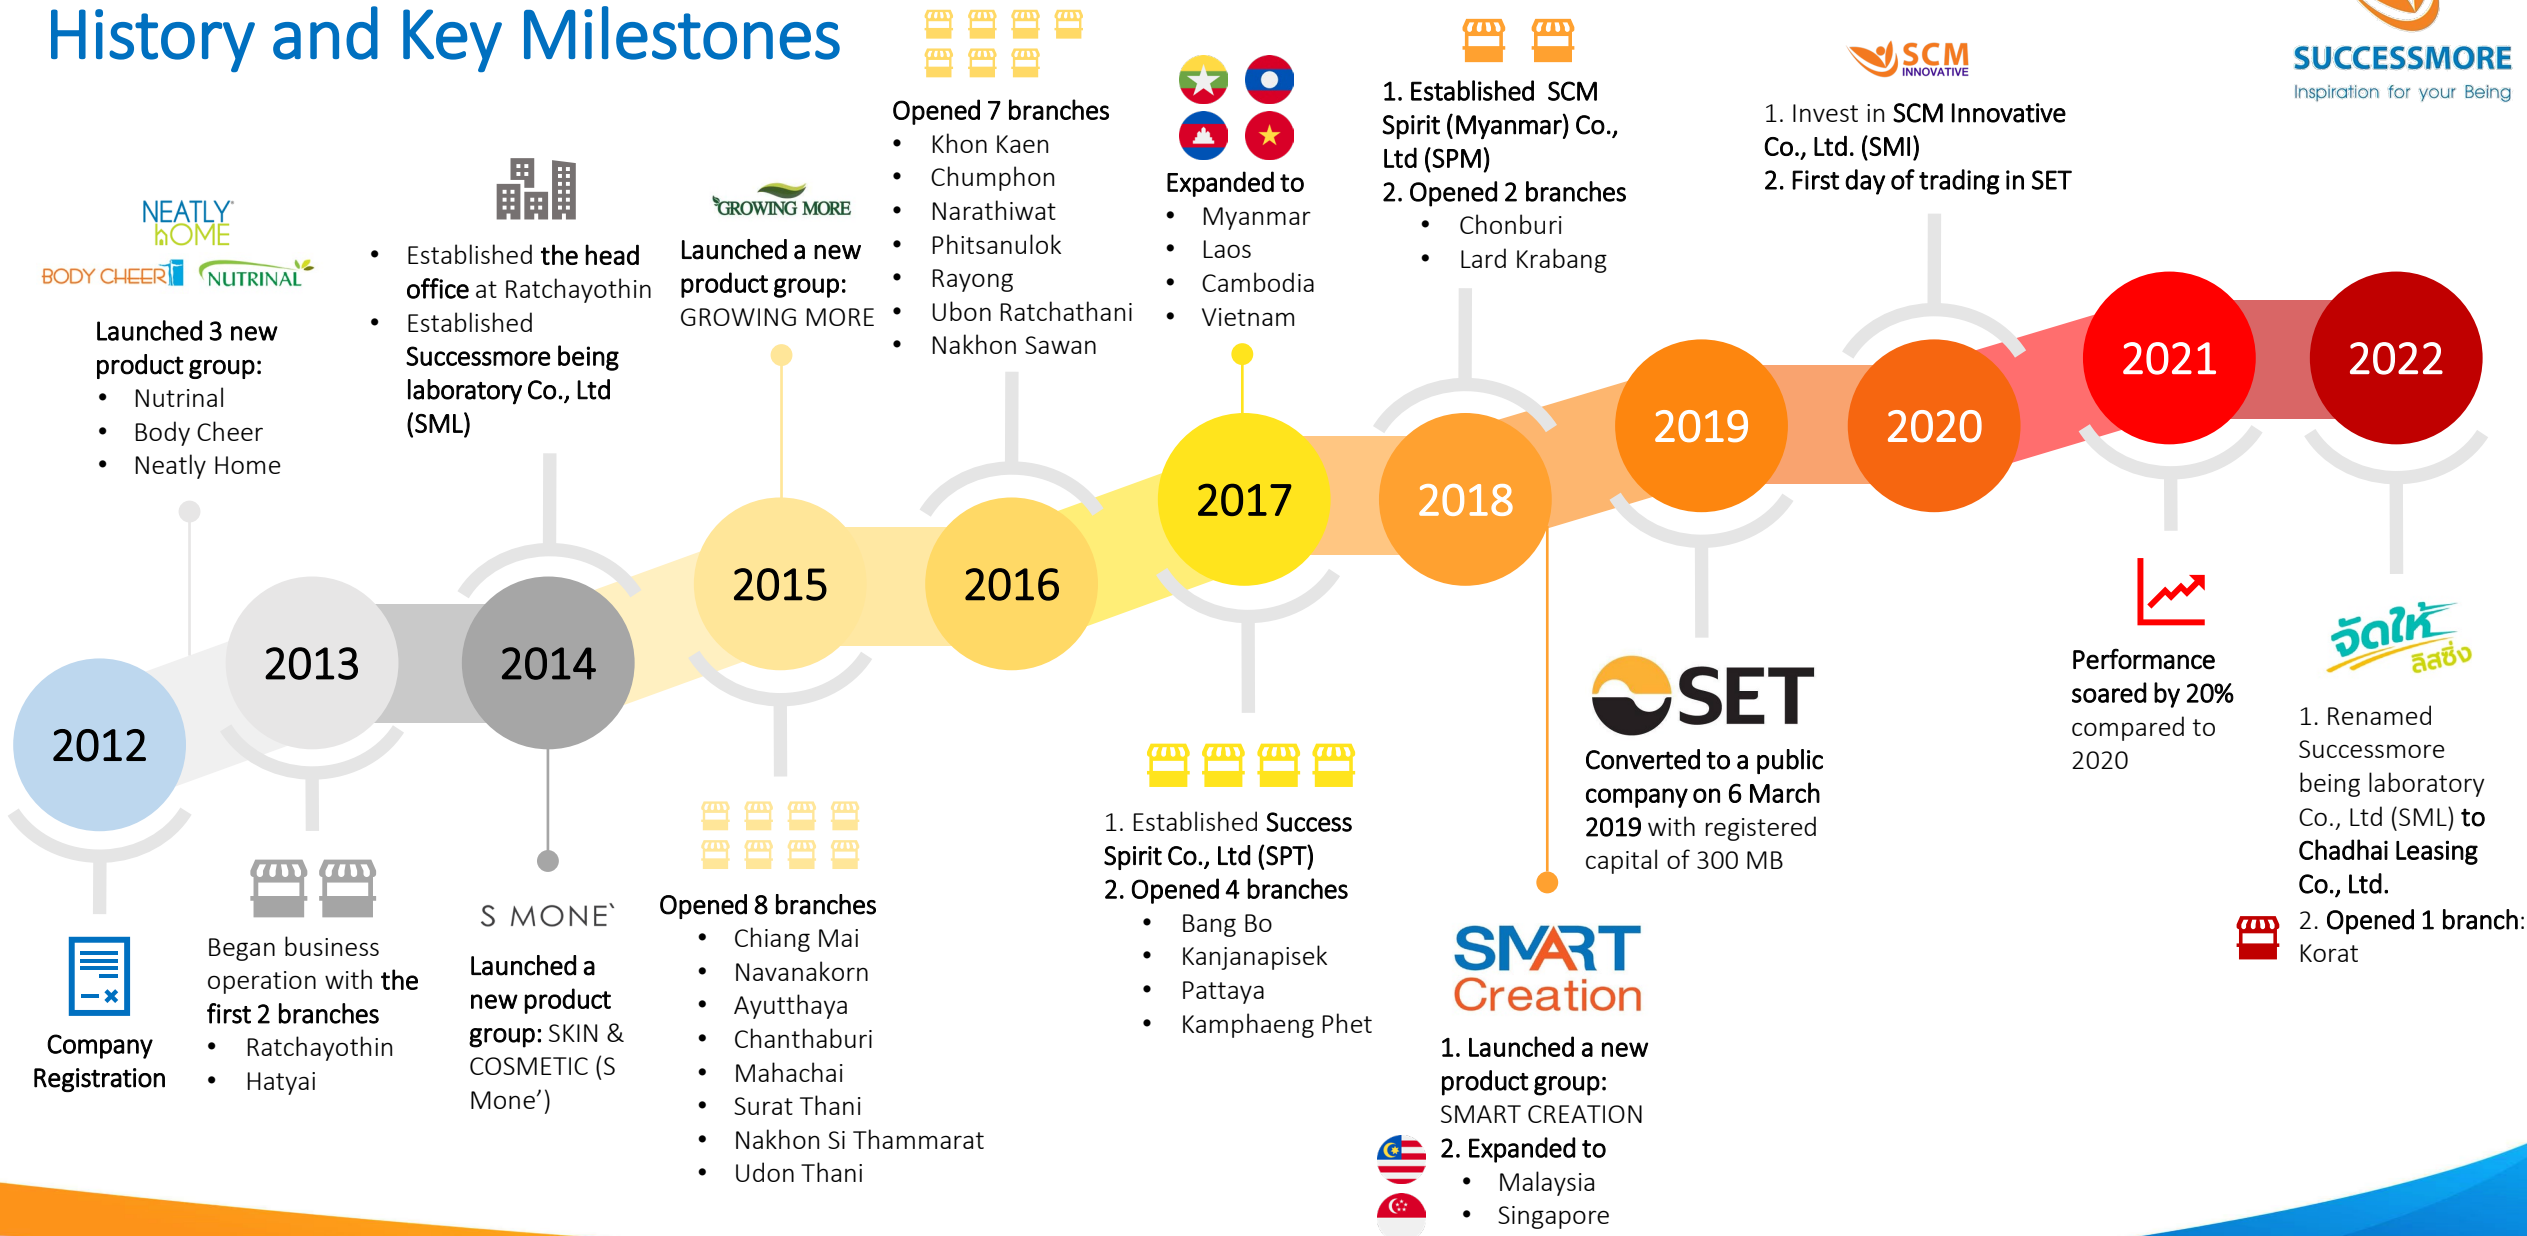 History and Key Milestones
SUCCESSMORE
Inspiration for your Being
NEATLY
hOME
BODY CHEER
NUTRINAL
Launched 3 new
product group:
• Nutrinal
• Body Cheer
• Neatly Home
• Established the head
office at Ratchayothin
• Established
Successmore being
laboratory Co., Ltd
(SML)
GROWING MORE
Launched a new
product group:
GROWING MORE
Opened 7 branches
• Khon Kaen
• Chumphon
• Narathiwat
• Phitsanulok
• Rayong
• Ubon Ratchathani
• Nakhon Sawan
Expanded to
• Myanmar
• Laos
• Cambodia
• Vietnam
1. Established SCM
Spirit (Myanmar) Co.,
Ltd (SPM)
2. Opened 2 branches
• Chonburi
• Lard Krabang
SCM
INNOVATIVE
1. Invest in SCM Innovative
Co., Ltd. (SMI)
2. First day of trading in SET
2012
2013
2014
2015
2016
2017
2018
2019
2020
2021
2022
Company
Registration
Began business
operation with the
first 2 branches
• Ratchayothin
• Hatyai
S MONE`
Launched a
new product
group: SKIN &
COSMETIC (S
Mone’)
Opened 8 branches
• Chiang Mai
• Navanakorn
• Ayutthaya
• Chanthaburi
• Mahachai
• Surat Thani
• Nakhon Si Thammarat
• Udon Thani
1. Established Success
Spirit Co., Ltd (SPT)
2. Opened 4 branches
• Bang Bo
• Kanjanapisek
• Pattaya
• Kamphaeng Phet
SMART
Creation
1. Launched a new
product group:
SMART CREATION
2. Expanded to
• Malaysia
• Singapore
SET
Converted to a public
company on 6 March
2019 with registered
capital of 300 MB
Performance
soared by 20%
compared to
2020
จัดให้
ลิสซิ่ง
1. Renamed
Successmore
being laboratory
Co., Ltd (SML) to
Chadhai Leasing
Co., Ltd.
2. Opened 1 branch:
Korat